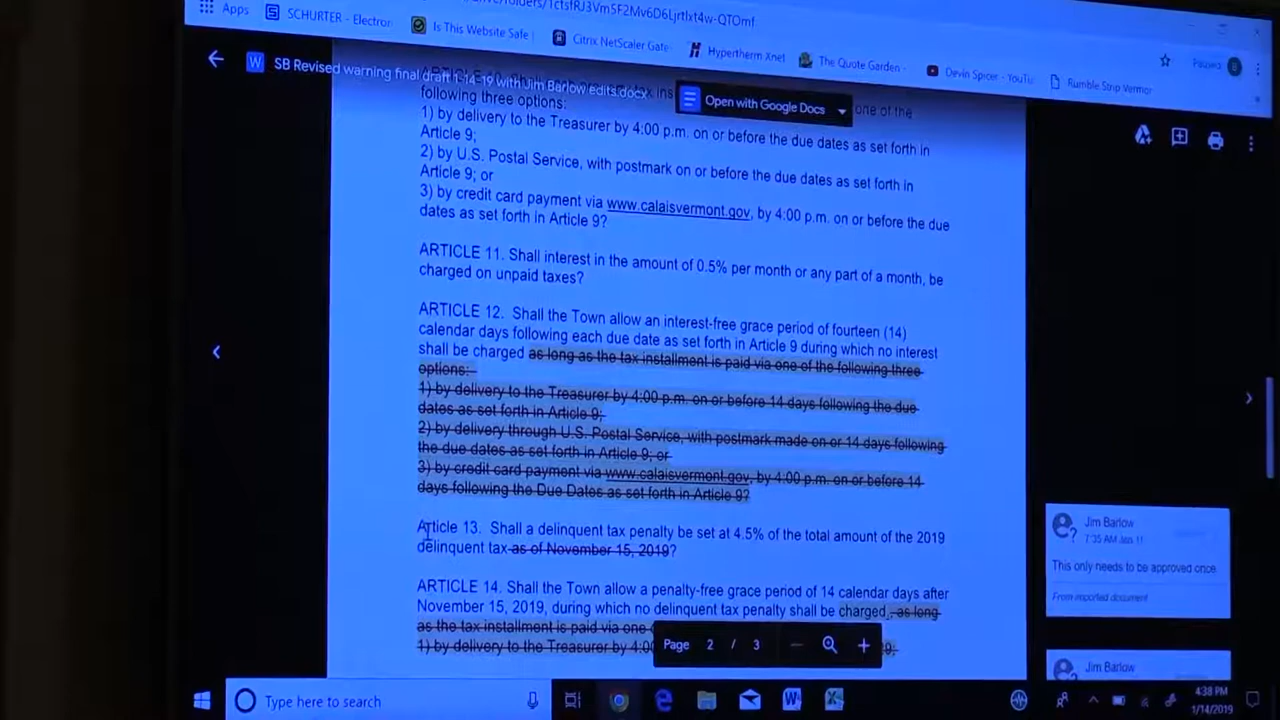 Apps
SCHURTER - Electron
Is This Website Safe
Citrix NetScaler Gate
Hypertherm Xnet
The Quote Garden -
Devin Spicer - YouTu
Rumble Strip Vermor
Paused
B
SB Revised warning final draft 1-14-19 with Jim Barlow edits.docx
Open with Google Docs
one of the
following three options:
1) by delivery to the Treasurer by 4:00 p.m. on or before the due dates as set forth in
Article 9;
2) by U.S. Postal Service, with postmark on or before the due dates as set forth in
Article 9; or
3) by credit card payment via www.calaisvermont.gov, by 4:00 p.m. on or before the due
dates as set forth in Article 9?
ARTICLE 11. Shall interest in the amount of 0.5% per month or any part of a month, be
charged on unpaid taxes?
ARTICLE 12. Shall the Town allow an interest-free grace period of fourteen (14)
calendar days following each due date as set forth in Article 9 during which no interest
shall be charged as long as the tax installment is paid via one of the following three
options:
1) by delivery to the Treasurer by 4:00 p.m. on or before 14 days following the due
dates as set forth in Article 9;
2) by delivery through U.S. Postal Service, with postmark made on or 14 days following
the due dates as set forth in Article 9; or
3) by credit card payment via www.calaisvermont.gov, by 4:00 p.m. on or before 14
days following the Due Dates as set forth in Article 9?
Article 13. Shall a delinquent tax penalty be set at 4.5% of the total amount of the 2019
delinquent tax as of November 15, 2019?
ARTICLE 14. Shall the Town allow a penalty-free grace period of 14 calendar days after
November 15, 2019, during which no delinquent tax penalty shall be charged, as long
as the tax installment is paid via one
1) by delivery to the Treasurer by 4:00
Page 2 / 3
Jim Barlow
7:35 AM Jan 11
This only needs to be approved once.
From imported document
Jim Barlow
Type here to search
4:38 PM
1/14/2019